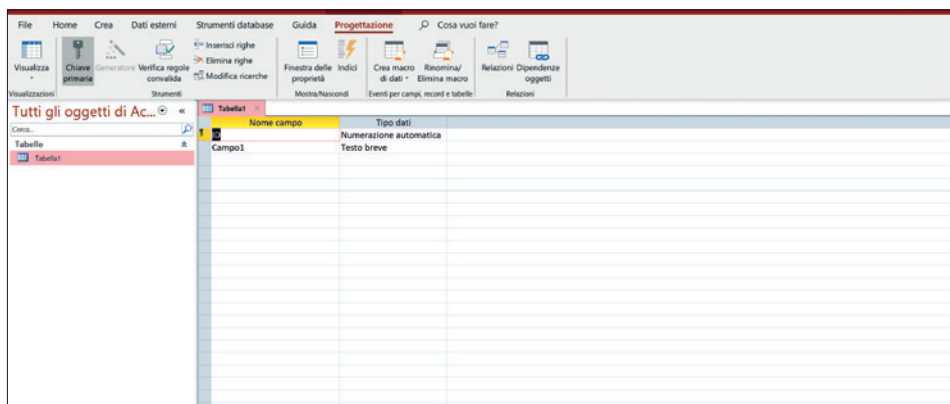 File Home Crea Dati esterni Strumenti database Guida Progettazione Cosa vuoi fare?
Visualizza
Chiave primaria
Generatore
Verifica regole convalida
Inserisci righe
Elimina righe
Modifica ricerche
Finestra delle proprietà
Indici
Crea macro di dati
Rinomina/ Elimina macro
Relazioni
Dipendenze oggetti
Visualizzazioni Strumenti Mostra/Nascondi Eventi per campi, record e tabelle Relazioni
Tutti gli oggetti di Ac...
Cerca...
Tabelle
Tabella1
Tabella1
Nome campo Tipo dati
ID Numerazione automatica
Campo1 Testo breve